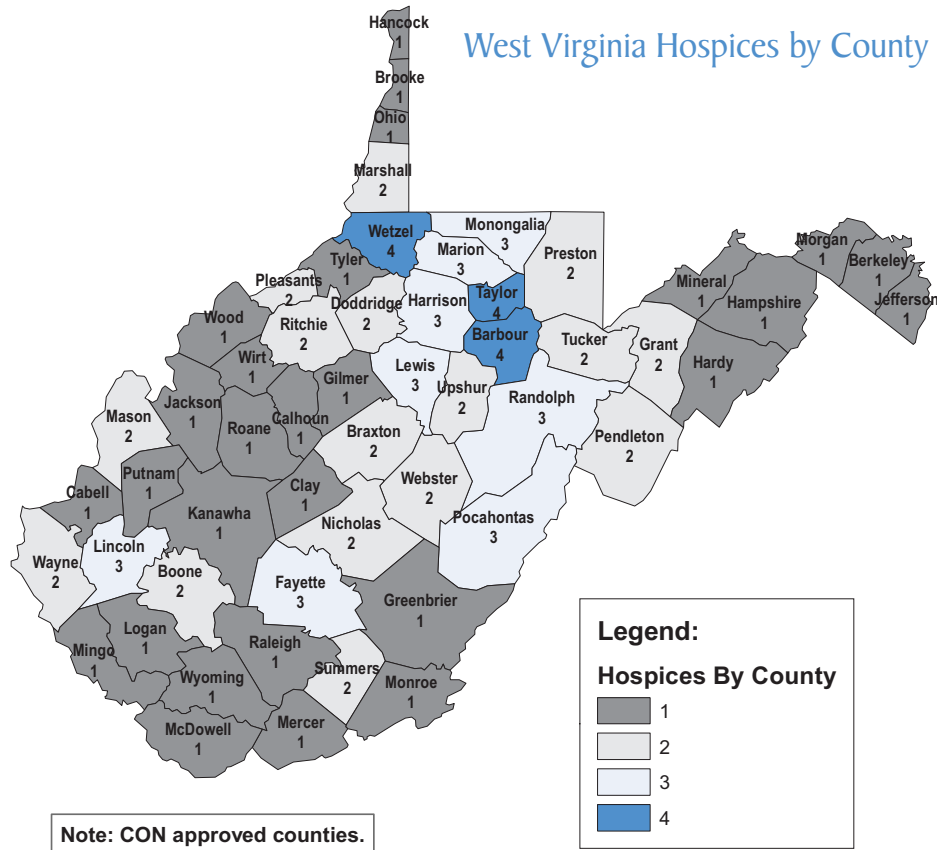 West Virginia Hospices by County
Hancock
1
Brooke
1
Ohio
1
Marshall
2
Wetzel
4
Monongalia
3
Marion
3
Preston
2
Tyler
1
Pleasants
2
Doddridge
2
Harrison
3
Taylor
4
Barbour
4
Ritchie
2
Wood
1
Wirt
1
Morgan
1
Berkeley
1
Jefferson
1
Mineral
1
Hampshire
1
Hardy
1
Grant
2
Tucker
2
Lewis
3
Upshur
2
Randolph
3
Pendleton
2
Gilmer
1
Calhoun
1
Jackson
1
Roane
1
Mason
2
Braxton
2
Webster
2
Putnam
1
Cabell
1
Clay
1
Kanawha
1
Nicholas
2
Pocahontas
3
Wayne
2
Lincoln
3
Boone
2
Fayette
3
Greenbrier
1
Logan
1
Mingo
1
Raleigh
1
Wyoming
1
Summers
2
Monroe
1
McDowell
1
Mercer
1
Legend:
Hospices By County
1
2
3
4
Note: CON approved counties.